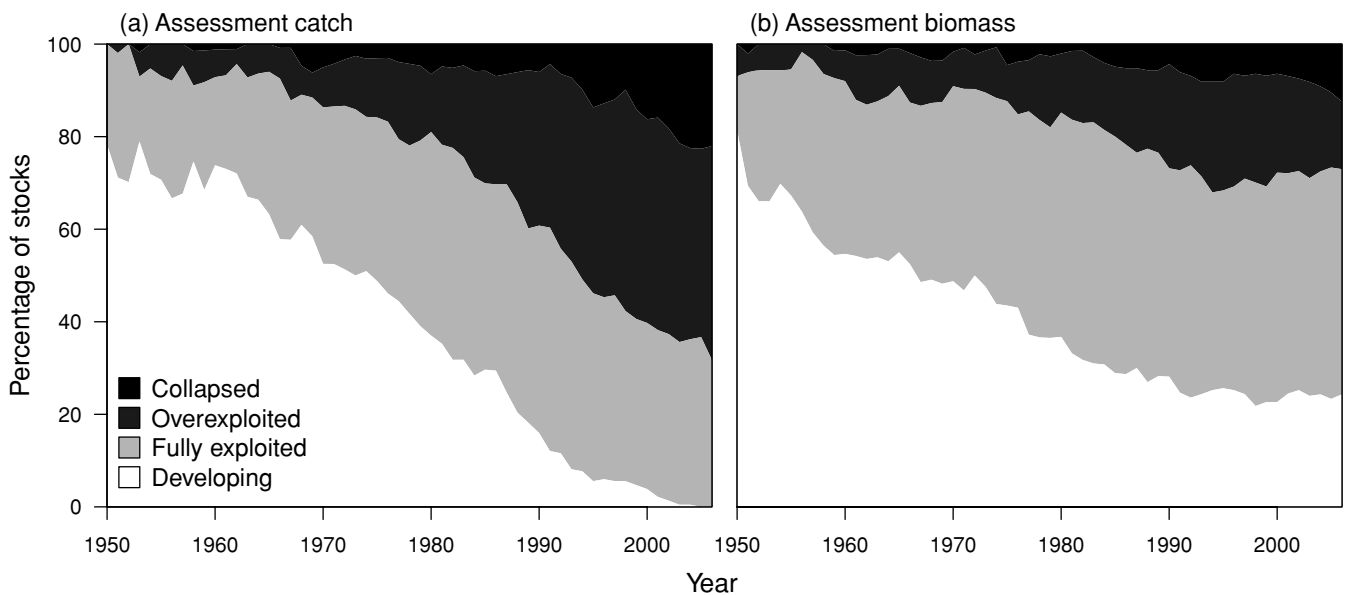 (a) Assessment catch
(b) Assessment biomass
Percentage of stocks
100
80
60
40
20
0
Collapsed
Overexploited
Fully exploited
Developing
1950 1960 1970 1980 1990 2000
1950 1960 1970 1980 1990 2000
Year